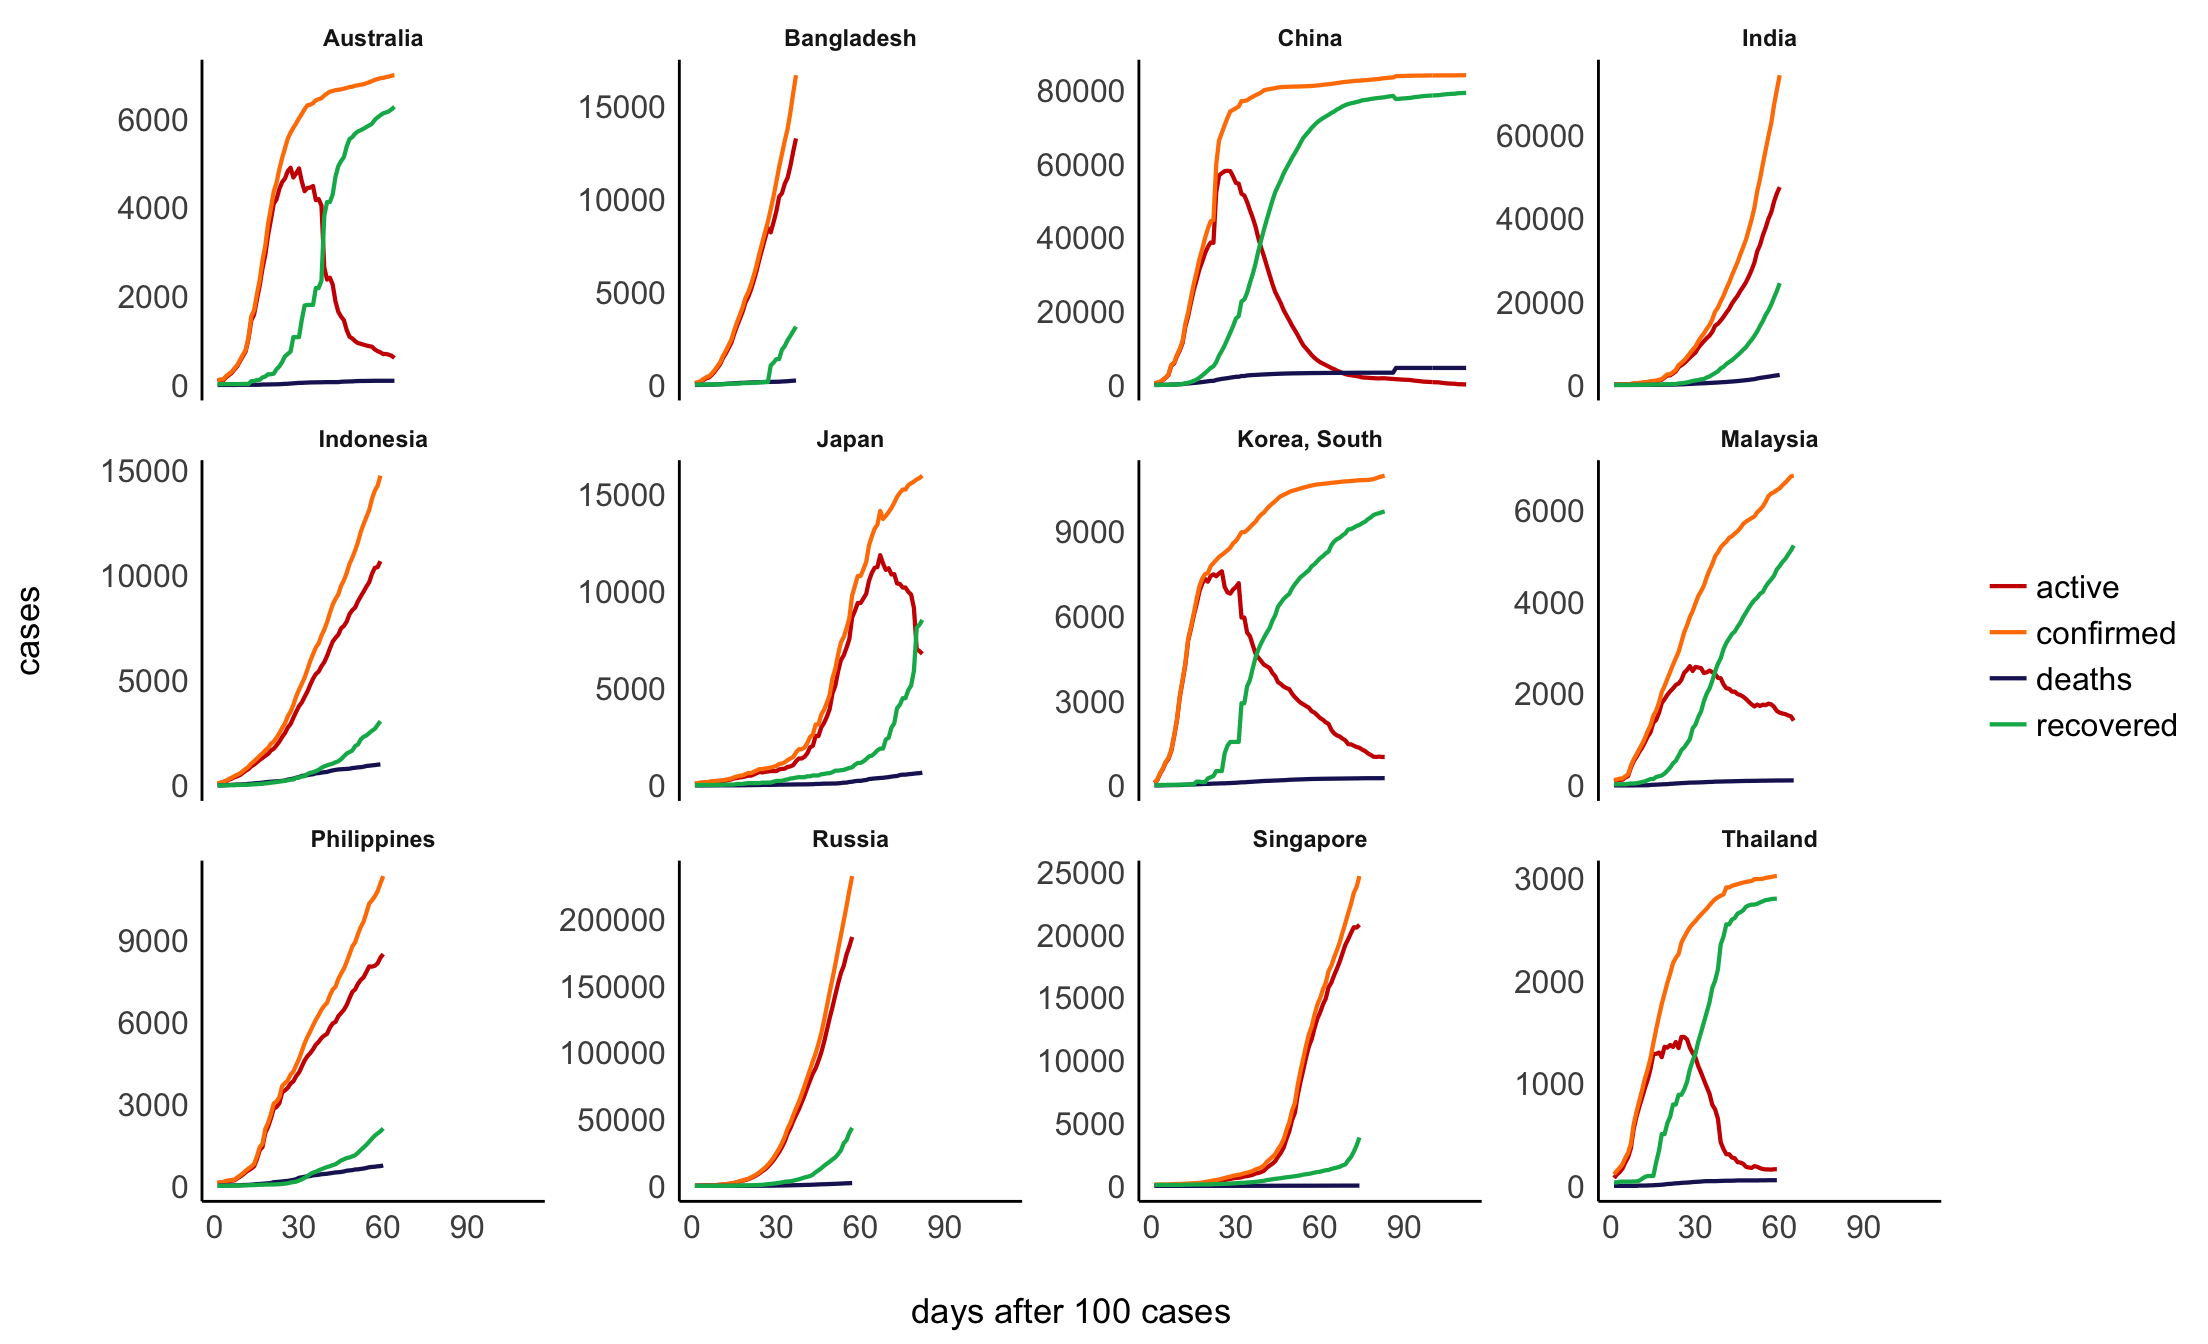 Australia
Bangladesh
China
India
6000
4000
2000
0
15000
10000
5000
0
80000
60000
40000
20000
0
60000
40000
20000
0
Indonesia
Japan
Korea, South
Malaysia
15000
10000
5000
0
15000
10000
5000
0
9000
6000
3000
0
6000
4000
2000
0
Philippines
Russia
Singapore
Thailand
9000
6000
3000
0
200000
150000
100000
50000
0
25000
20000
15000
10000
5000
0
3000
2000
1000
0
0 30 60 90
0 30 60 90
0 30 60 90
0 30 60 90
days after 100 cases
cases
active
confirmed
deaths
recovered